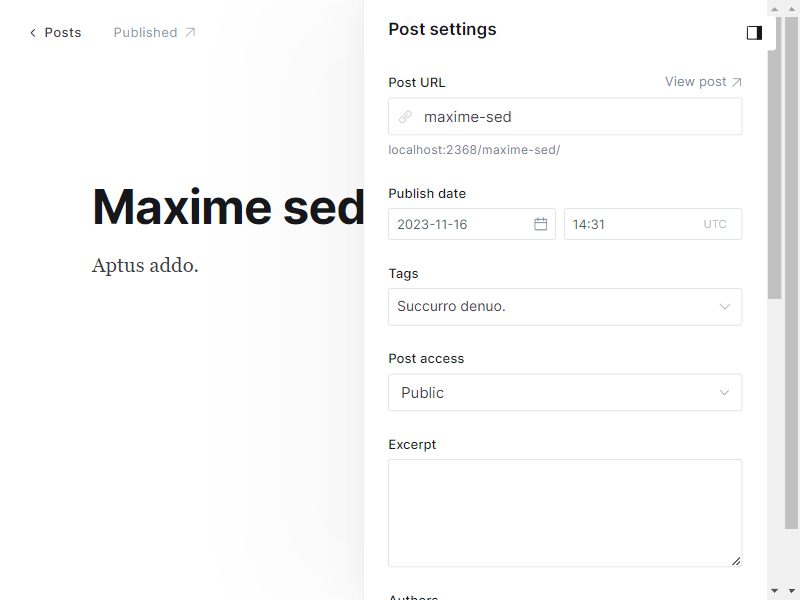 Posts
Published
Post settings
Post URL
View post
maxime-sed
localhost:2368/maxime-sed/
Maxime sed
Aptus addo.
Publish date
2023-11-16
14:31
UTC
Tags
Succurro denuo.
Post access
Public
Excerpt
Authors